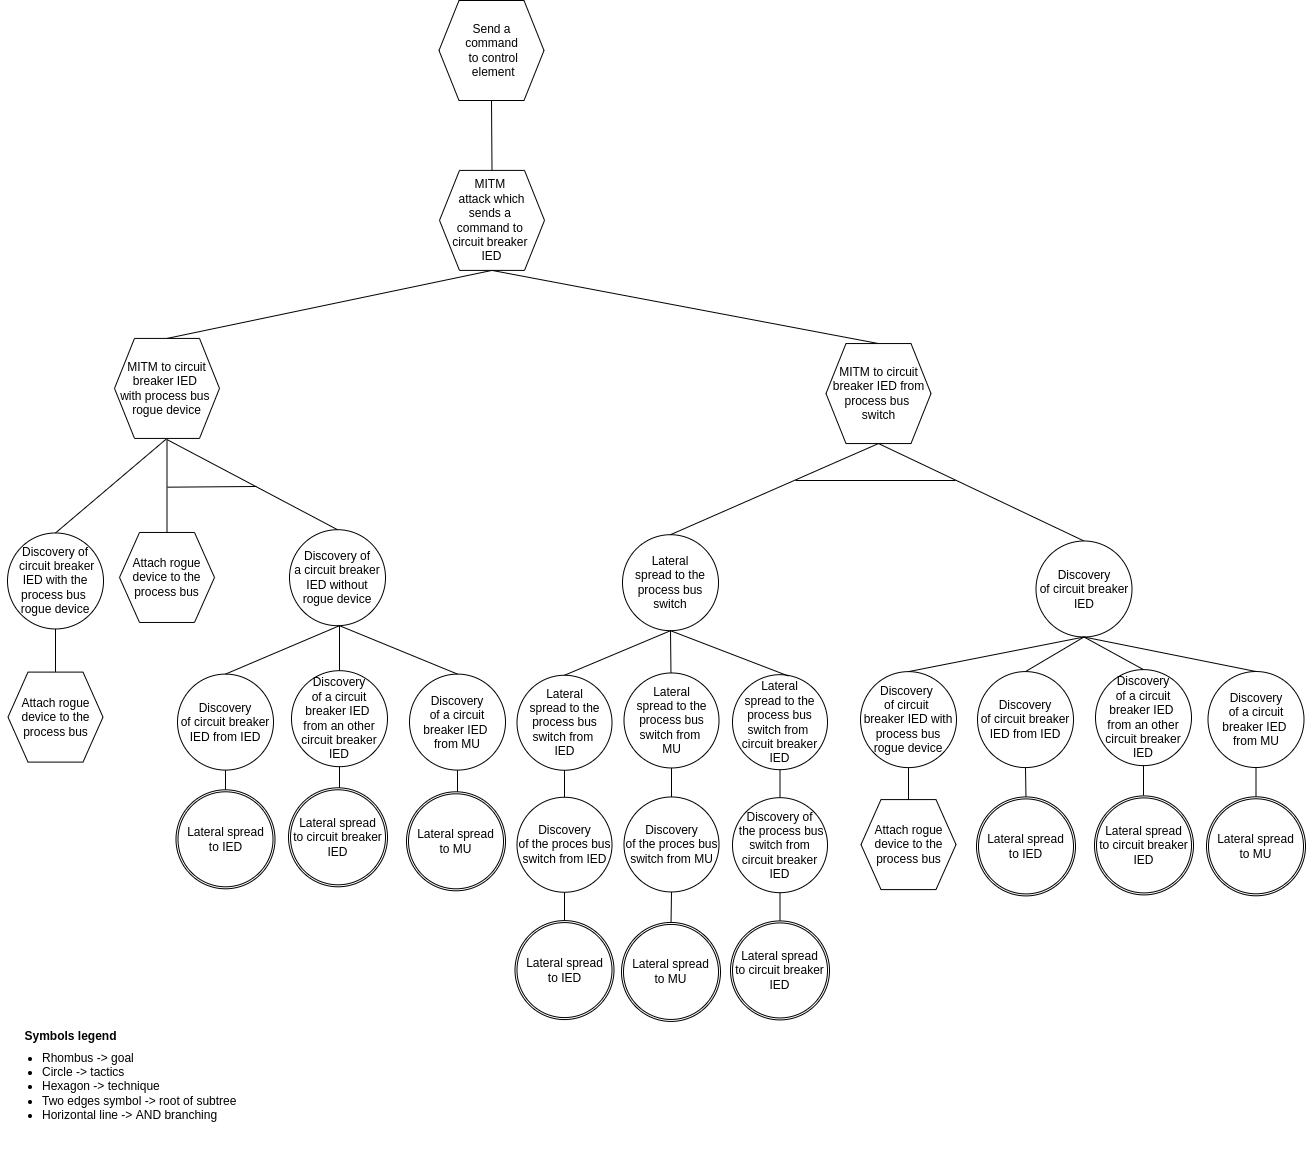 Send a
command
to control
element
MITM
attack which
sends a
command to
circuit breaker
IED
MITM to circuit
breaker IED
with process bus
rogue device
MITM to circuit
breaker IED from
process bus
switch
Discovery of
circuit breaker
IED with the
process bus
rogue device
Attach rogue
device to the
process bus
Discovery of
a circuit breaker
IED without
rogue device
Lateral
spread to the
process bus
switch
Discovery
of circuit breaker
IED
Attach rogue
device to the
process bus
Discovery
of circuit breaker
IED from IED
Discovery
of a circuit
breaker IED
from an other
circuit breaker
IED
Discovery
of a circuit
breaker IED
from MU
Lateral
spread to the
process bus
switch from
IED
Lateral
spread to the
process bus
switch from
MU
Lateral
spread to the
process bus
switch from
circuit breaker
IED
Discovery
of circuit
breaker IED with
process bus
rogue device
Discovery
of circuit breaker
IED from IED
Discovery
of a circuit
breaker IED
from an other
circuit breaker
IED
Discovery
of a circuit
breaker IED
from MU
Lateral spread
to IED
Lateral spread
to circuit breaker
IED
Lateral spread
to MU
Discovery
of the proces bus
switch from IED
Discovery
of the proces bus
switch from MU
Discovery of
the process bus
switch from
circuit breaker
IED
Attach rogue
device to the
process bus
Lateral spread
to IED
Lateral spread
to circuit breaker
IED
Lateral spread
to MU
Lateral spread
to IED
Lateral spread
to MU
Lateral spread
to circuit breaker
IED
Symbols legend
• Rhombus -> goal
• Circle -> tactics
• Hexagon -> technique
• Two edges symbol -> root of subtree
• Horizontal line -> AND branching